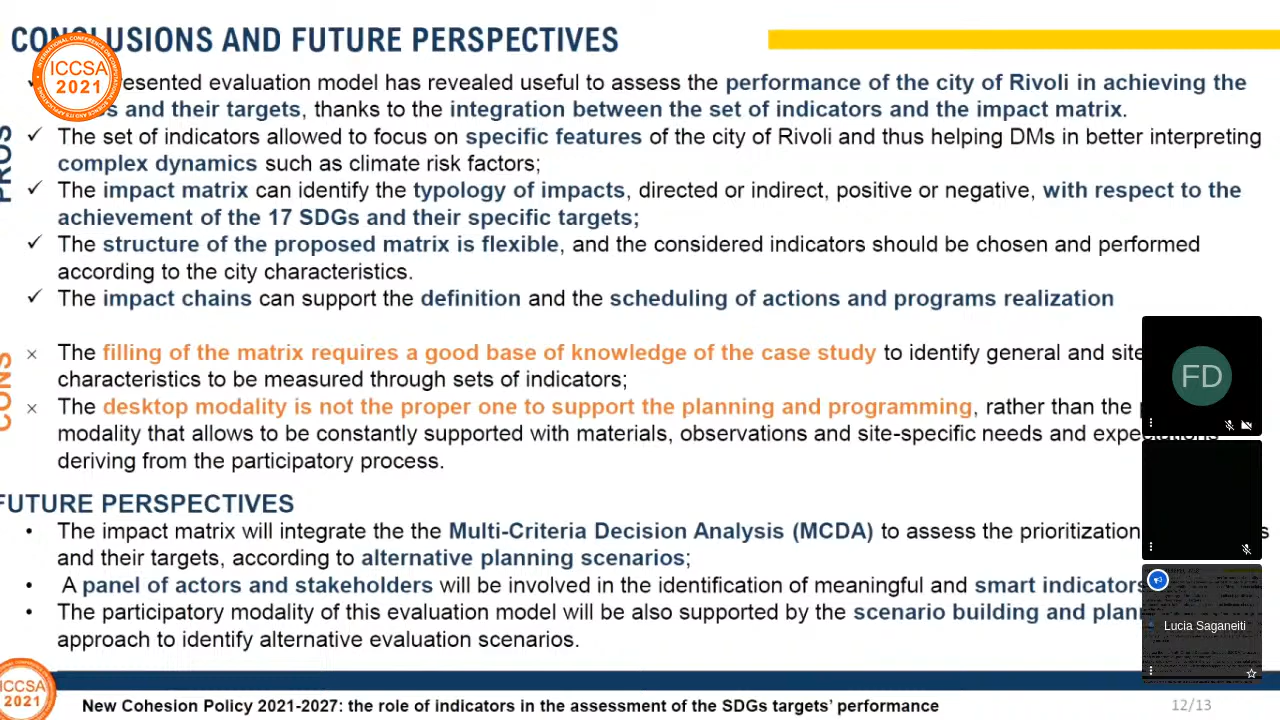 CONCLUSIONS AND FUTURE PERSPECTIVES
ICCSA
2021
presented evaluation model has revealed useful to assess the performance of the city of Rivoli in achieving the
and their targets, thanks to the integration between the set of indicators and the impact matrix.
PROS
✓ The set of indicators allowed to focus on specific features of the city of Rivoli and thus helping DMs in better interpreting
complex dynamics such as climate risk factors;
✓ The impact matrix can identify the typology of impacts, directed or indirect, positive or negative, with respect to the
achievement of the 17 SDGs and their specific targets;
✓ The structure of the proposed matrix is flexible, and the considered indicators should be chosen and performed
according to the city characteristics.
✓ The impact chains can support the definition and the scheduling of actions and programs realization
CONS
× The filling of the matrix requires a good base of knowledge of the case study to identify general and site
characteristics to be measured through sets of indicators;
× The desktop modality is not the proper one to support the planning and programming, rather than the
modality that allows to be constantly supported with materials, observations and site-specific needs and expectations
deriving from the participatory process.
FUTURE PERSPECTIVES
• The impact matrix will integrate the the Multi-Criteria Decision Analysis (MCDA) to assess the prioritization
and their targets, according to alternative planning scenarios;
• A panel of actors and stakeholders will be involved in the identification of meaningful and smart indicators
• The participatory modality of this evaluation model will be also supported by the scenario building and
approach to identify alternative evaluation scenarios.
FD
Lucia Saganeiti
ICCSA
2021
New Cohesion Policy 2021-2027: the role of indicators in the assessment of the SDGs targets' performance
12/13